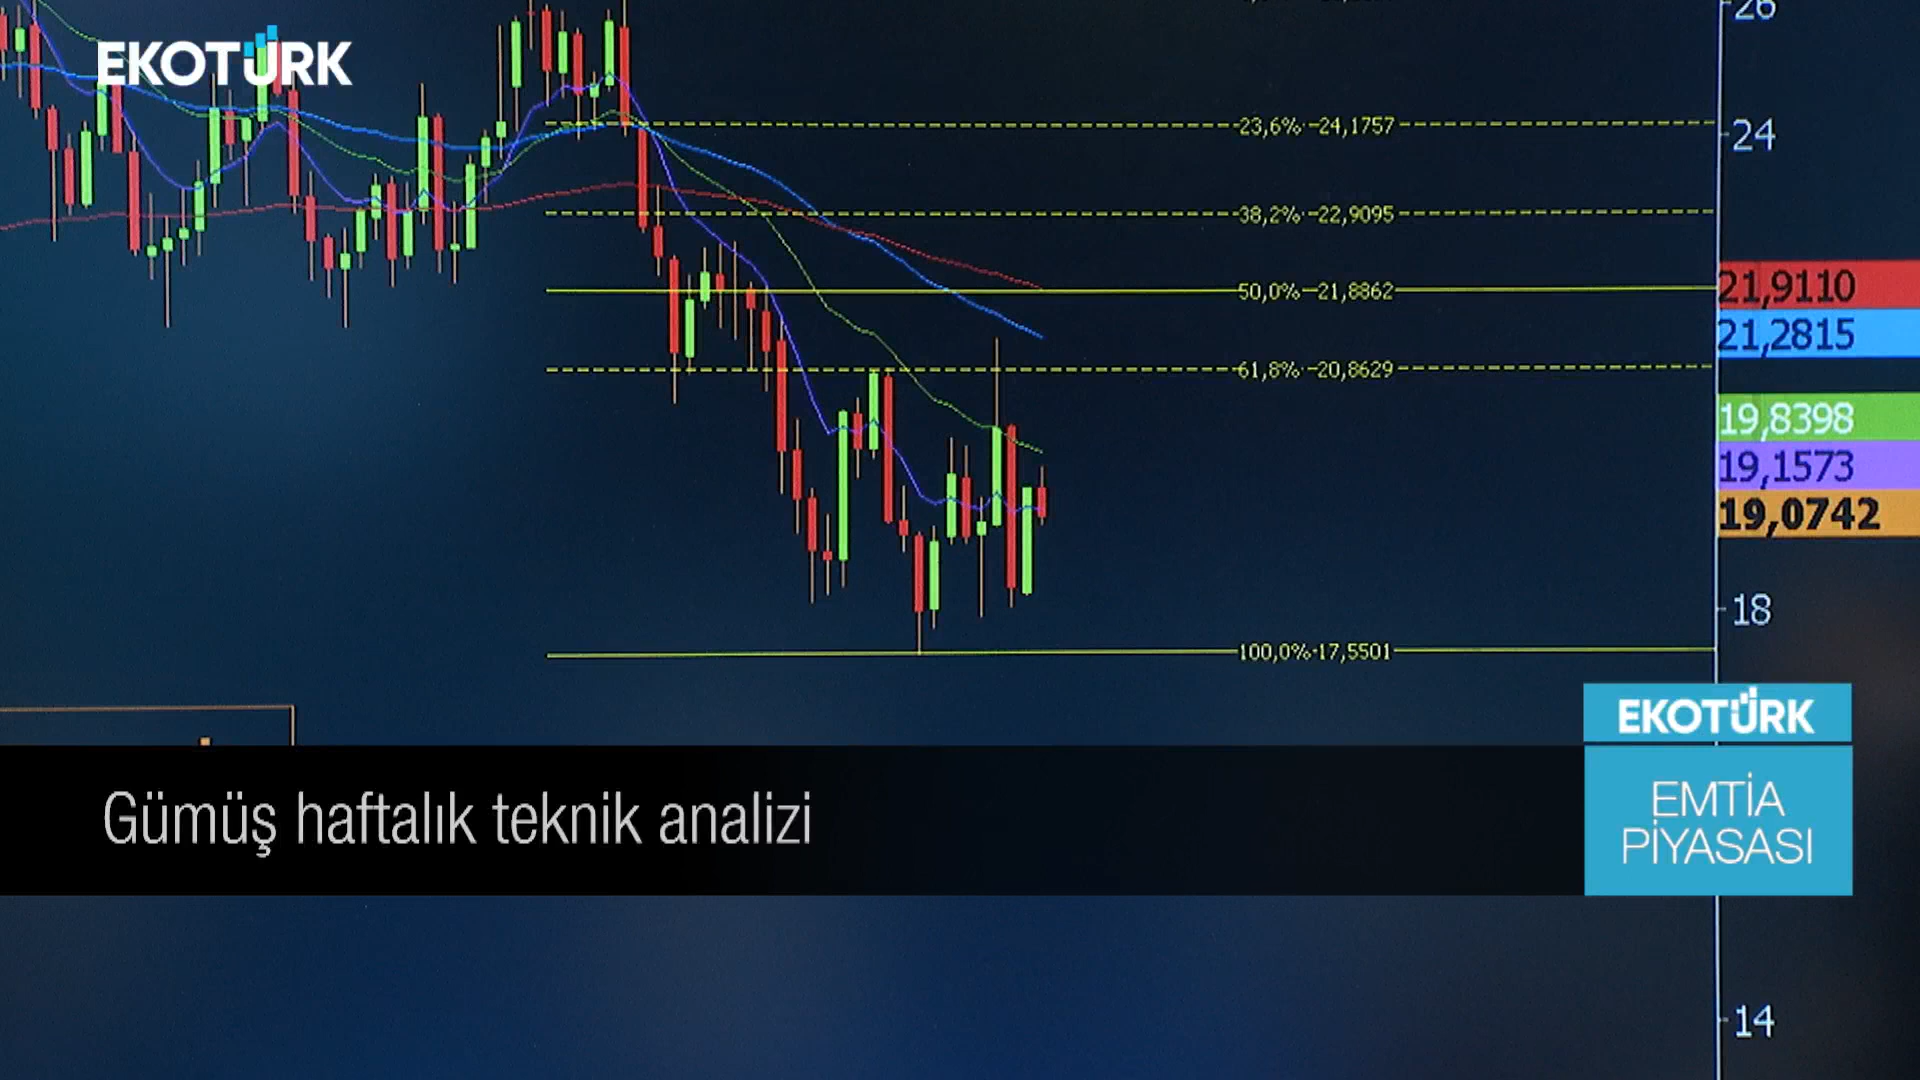 EKOTÜRK
26
23,6% -24,1757
24
38,2% -22,9095
50,0% -21,8862
21,9110
21,2815
61,8% -20,8629
19,8398
19,1573
19,0742
18
100,0% 17,5501
EKOTÜRK
EMTİA
PİYASASI
Gümüş haftalık teknik analizi
14